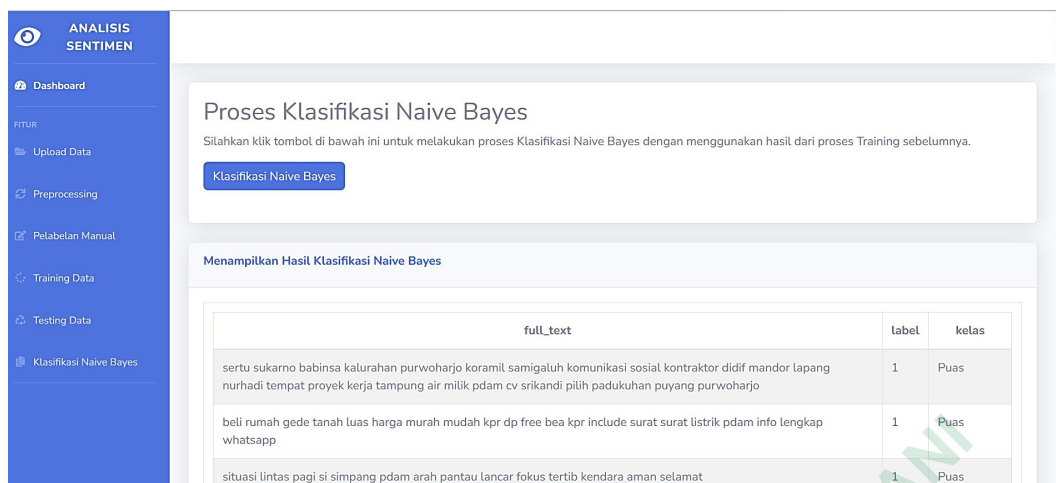 ANALISIS
SENTIMEN
Dashboard
FITUR
Upload Data
Preprocessing
Pelabelan Manual
Training Data
Testing Data
Klasifikasi Naive Bayes
Proses Klasifikasi Naive Bayes
Silahkan klik tombol di bawah ini untuk melakukan proses Klasifikasi Naive Bayes dengan menggunakan hasil dari proses Training sebelumnya.
Klasifikasi Naive Bayes
Menampilkan Hasil Klasifikasi Naive Bayes
full_text label kelas
sertu sukarno babinsa kalurahan purwoharjo koramil samigaluh komunikasi sosial kontraktor didif mandor lapang 1 Puas
nurhadi tempat proyek kerja tampung air milik pdam cv srikandi pilih padukuhan puyang purwoharjo
beli rumah gede tanah luas harga murah mudah kpr dp free bea kpr include surat surat listrik pdam info lengkap 1 Puas
whatsapp
situasi lintas pagi si simpang pdam arah pantau lancar fokus tertib kendara aman selamat 1 Puas